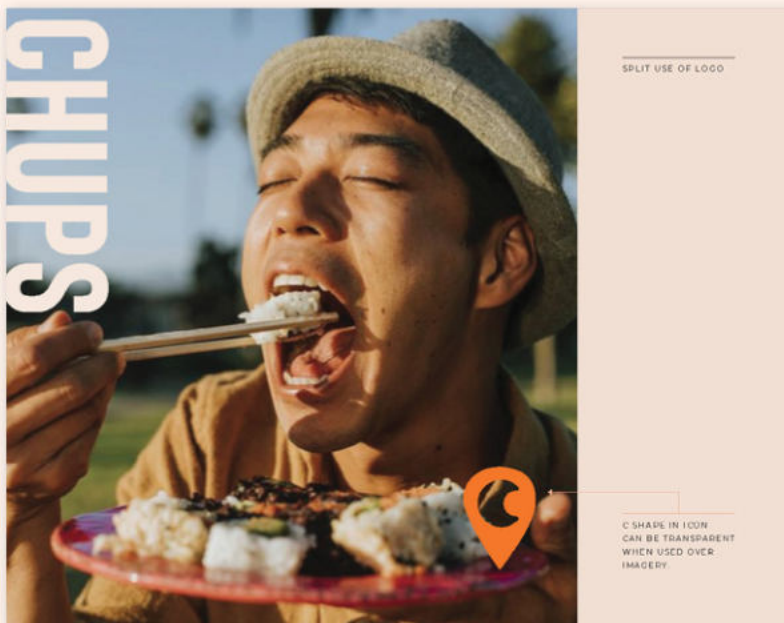 CHUPS
SPLIT USE OF LOGO
C SHAPE IN ICON
CAN BE TRANSPARENT
WHEN USED OVER
IMAGERY.